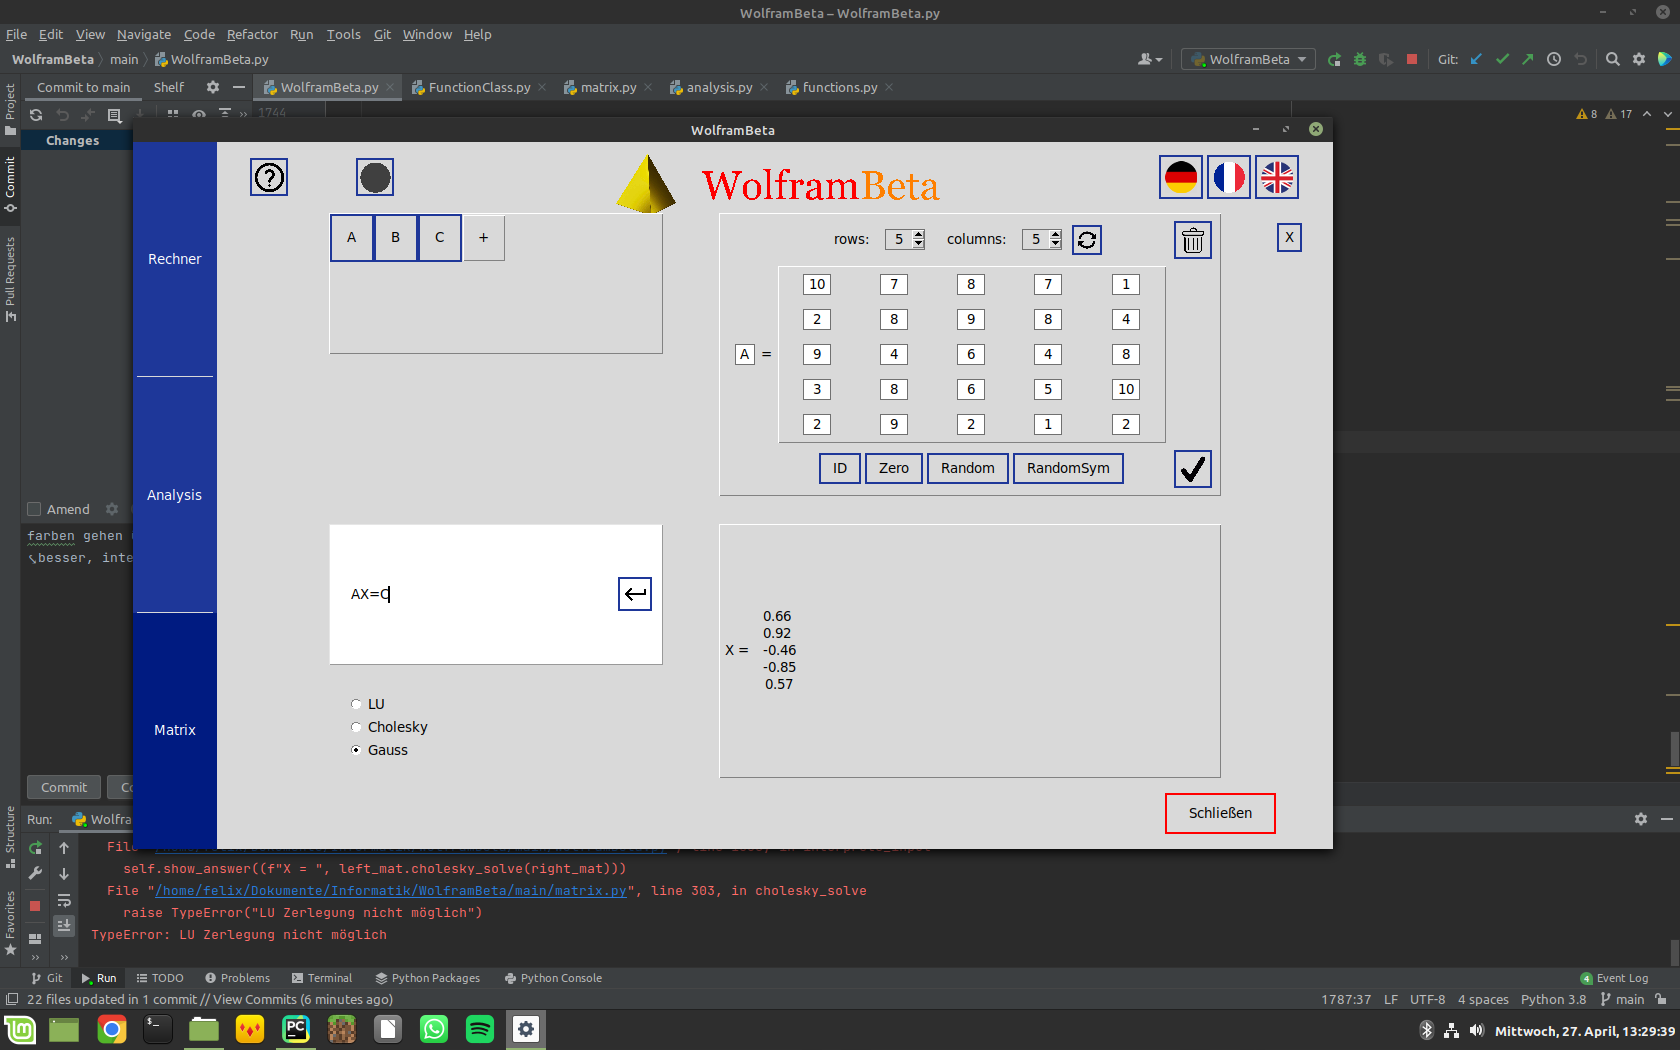 WolframBeta – WolframBeta.py
File Edit View Navigate Code Refactor Run Tools Git Window Help
WolframBeta main WolframBeta.py
WolframBeta Git:
Commit to main Shelf WolframBeta.py FunctionClass.py matrix.py analysis.py functions.py
Project
Commit
Pull Requests
Structure
Favorites
1744
8 17
Changes
WolframBeta
Rechner
Analysis
Matrix
WolframBeta
A B C +
rows: 5 columns: 5
X
10 7 8 7 1
2 8 9 8 4
A = 9 4 6 4 8
3 8 6 5 10
2 9 2 1 2
ID Zero Random RandomSym
AX=C
LU
Cholesky
Gauss
0.66
0.92
X = -0.46
-0.85
0.57
Schließen
Amend
farben gehen
besser, inte
Commit Co
Run: Wolfra
File
self.show_answer((f"X = ", left_mat.cholesky_solve(right_mat)))
File "/home/felix/Dokumente/Informatik/WolframBeta/main/matrix.py", line 303, in cholesky_solve
raise TypeError("LU Zerlegung nicht möglich")
TypeError: LU Zerlegung nicht möglich
Git Run TODO Problems Terminal Python Packages Python Console 4 Event Log
22 files updated in 1 commit // View Commits (6 minutes ago) 1787:37 LF UTF-8 4 spaces Python 3.8 main
Mittwoch, 27. April, 13:29:39